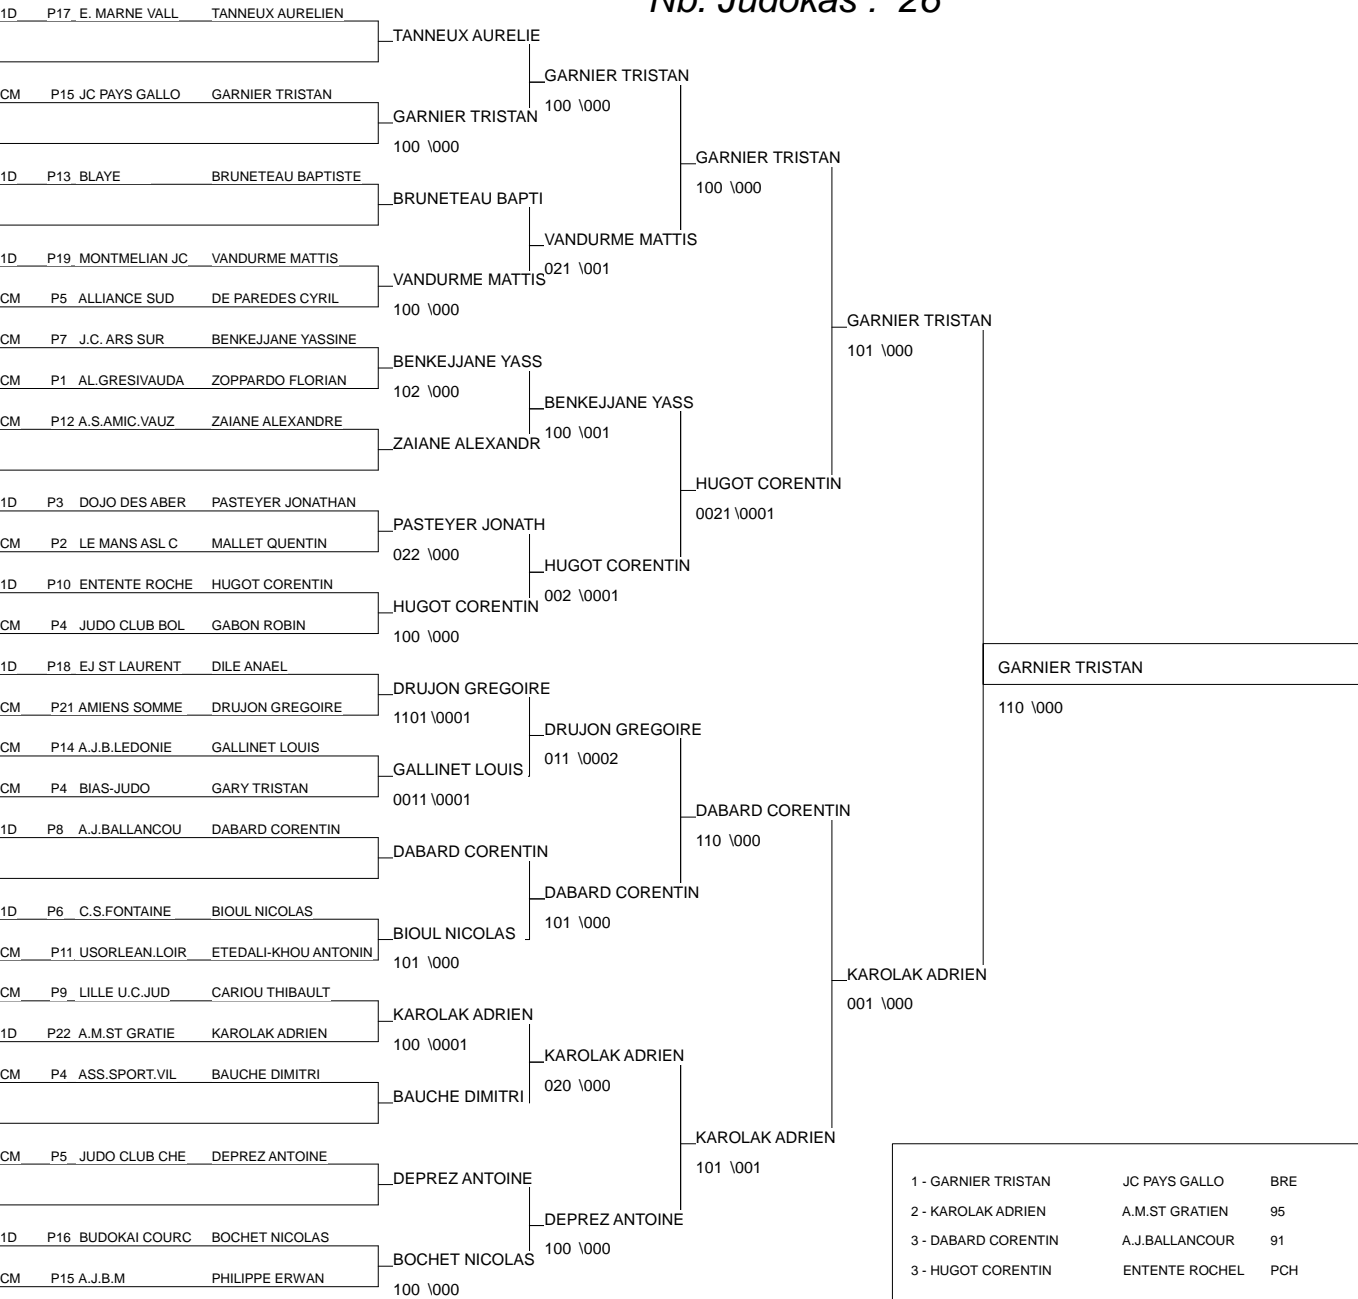 Nb. Judokas : 26
1D P17 E. MARNE VALL TANNEUX AURELIEN
TANNEUX AURELIE
GARNIER TRISTAN
100 \000
CM P15 JC PAYS GALLO GARNIER TRISTAN
GARNIER TRISTAN
100 \000
GARNIER TRISTAN
100 \000
1D P13 BLAYE BRUNETEAU BAPTISTE
BRUNETEAU BAPTI
VANDURME MATTIS
021 \001
1D P19 MONTMELIAN JC VANDURME MATTIS
VANDURME MATTIS
100 \000
CM P5 ALLIANCE SUD DE PAREDES CYRIL
GARNIER TRISTAN
101 \000
CM P7 J.C. ARS SUR BENKEJJANE YASSINE
BENKEJJANE YASS
102 \000
CM P1 AL.GRESIVAUDA ZOPPARDO FLORIAN
BENKEJJANE YASS
100 \001
CM P12 A.S.AMIC.VAUZ ZAIANE ALEXANDRE
ZAIANE ALEXANDR
HUGOT CORENTIN
0021 \0001
1D P3 DOJO DES ABER PASTEYER JONATHAN
PASTEYER JONATH
022 \000
CM P2 LE MANS ASL C MALLET QUENTIN
HUGOT CORENTIN
002 \0001
1D P10 ENTENTE ROCHE HUGOT CORENTIN
HUGOT CORENTIN
100 \000
CM P4 JUDO CLUB BOL GABON ROBIN
GARNIER TRISTAN
110 \000
1D P18 EJ ST LAURENT DILE ANAEL
DRUJON GREGOIRE
1101 \0001
CM P21 AMIENS SOMME DRUJON GREGOIRE
DRUJON GREGOIRE
011 \0002
CM P14 A.J.B.LEDONIE GALLINET LOUIS
GALLINET LOUIS
0011 \0001
CM P4 BIAS-JUDO GARY TRISTAN
DABARD CORENTIN
110 \000
1D P8 A.J.BALLANCOU DABARD CORENTIN
DABARD CORENTIN
DABARD CORENTIN
101 \000
1D P6 C.S.FONTAINE BIOUL NICOLAS
BIOUL NICOLAS
101 \000
CM P11 USORLEAN.LOIR ETEDALI-KHOU ANTONIN
KAROLAK ADRIEN
001 \000
CM P9 LILLE U.C.JUD CARIOU THIBAULT
KAROLAK ADRIEN
100 \0001
1D P22 A.M.ST GRATIE KAROLAK ADRIEN
KAROLAK ADRIEN
020 \000
CM P4 ASS.SPORT.VIL BAUCHE DIMITRI
BAUCHE DIMITRI
KAROLAK ADRIEN
101 \001
CM P5 JUDO CLUB CHE DEPREZ ANTOINE
DEPREZ ANTOINE
DEPREZ ANTOINE
100 \000
1D P16 BUDOKAI COURC BOCHET NICOLAS
BOCHET NICOLAS
100 \000
CM P15 A.J.B.M PHILIPPE ERWAN
1 - GARNIER TRISTAN JC PAYS GALLO BRE
2 - KAROLAK ADRIEN A.M.ST GRATIEN 95
3 - DABARD CORENTIN A.J.BALLANCOUR 91
3 - HUGOT CORENTIN ENTENTE ROCHEL PCH